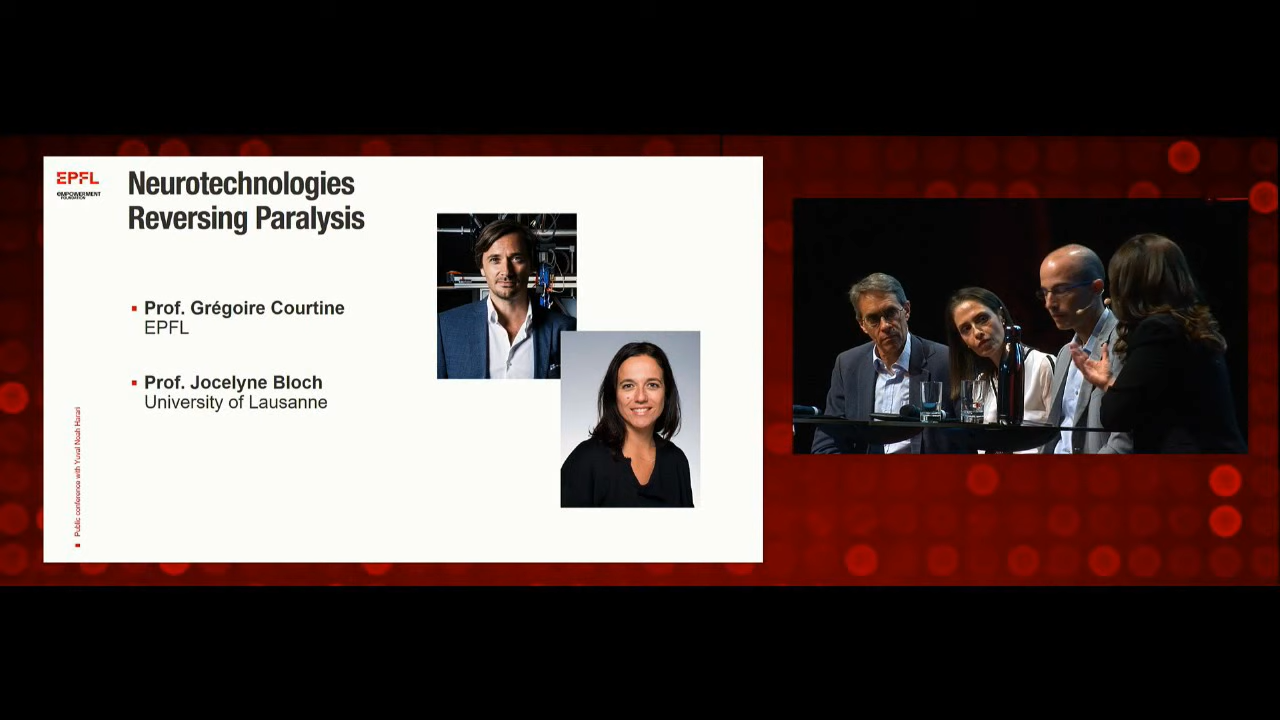 EPFL
EMPOWERMENT
FOUNDATION
Neurotechnologies
Reversing Paralysis
Prof. Grégoire Courtine
EPFL
Prof. Jocelyne Bloch
University of Lausanne
Public conference with Yuval Noah Harari